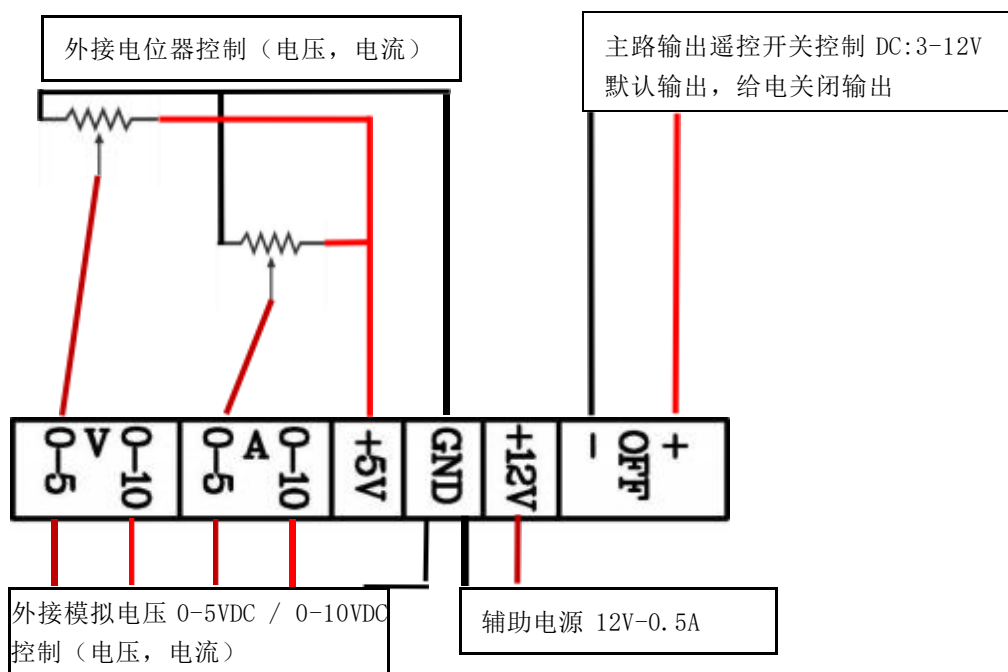 外接电位器控制（电压，电流）
主路输出遥控开关控制 DC:3-12V
默认输出，给电关闭输出
0-5 V 0-10 0-5 A 0-10 +5V GND +12V - OFF +
外接模拟电压 0-5VDC / 0-10VDC
控制（电压，电流）
辅助电源 12V-0.5A